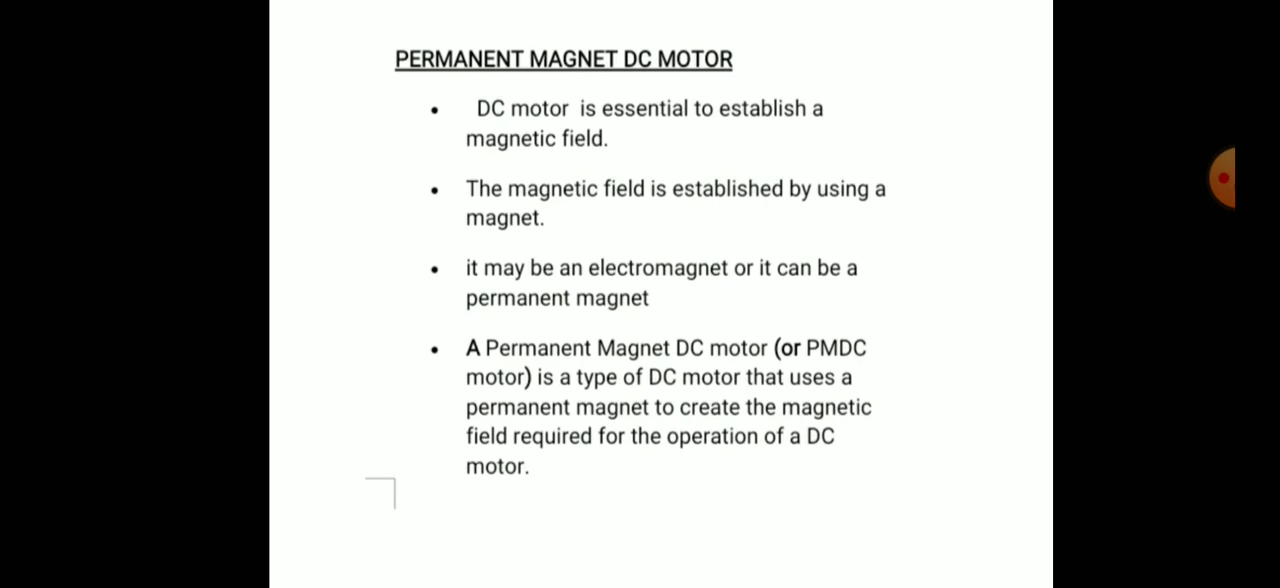 PERMANENT MAGNET DC MOTOR
• DC motor is essential to establish a
magnetic field.
• The magnetic field is established by using a
magnet.
• it may be an electromagnet or it can be a
permanent magnet
• A Permanent Magnet DC motor (or PMDC
motor) is a type of DC motor that uses a
permanent magnet to create the magnetic
field required for the operation of a DC
motor.